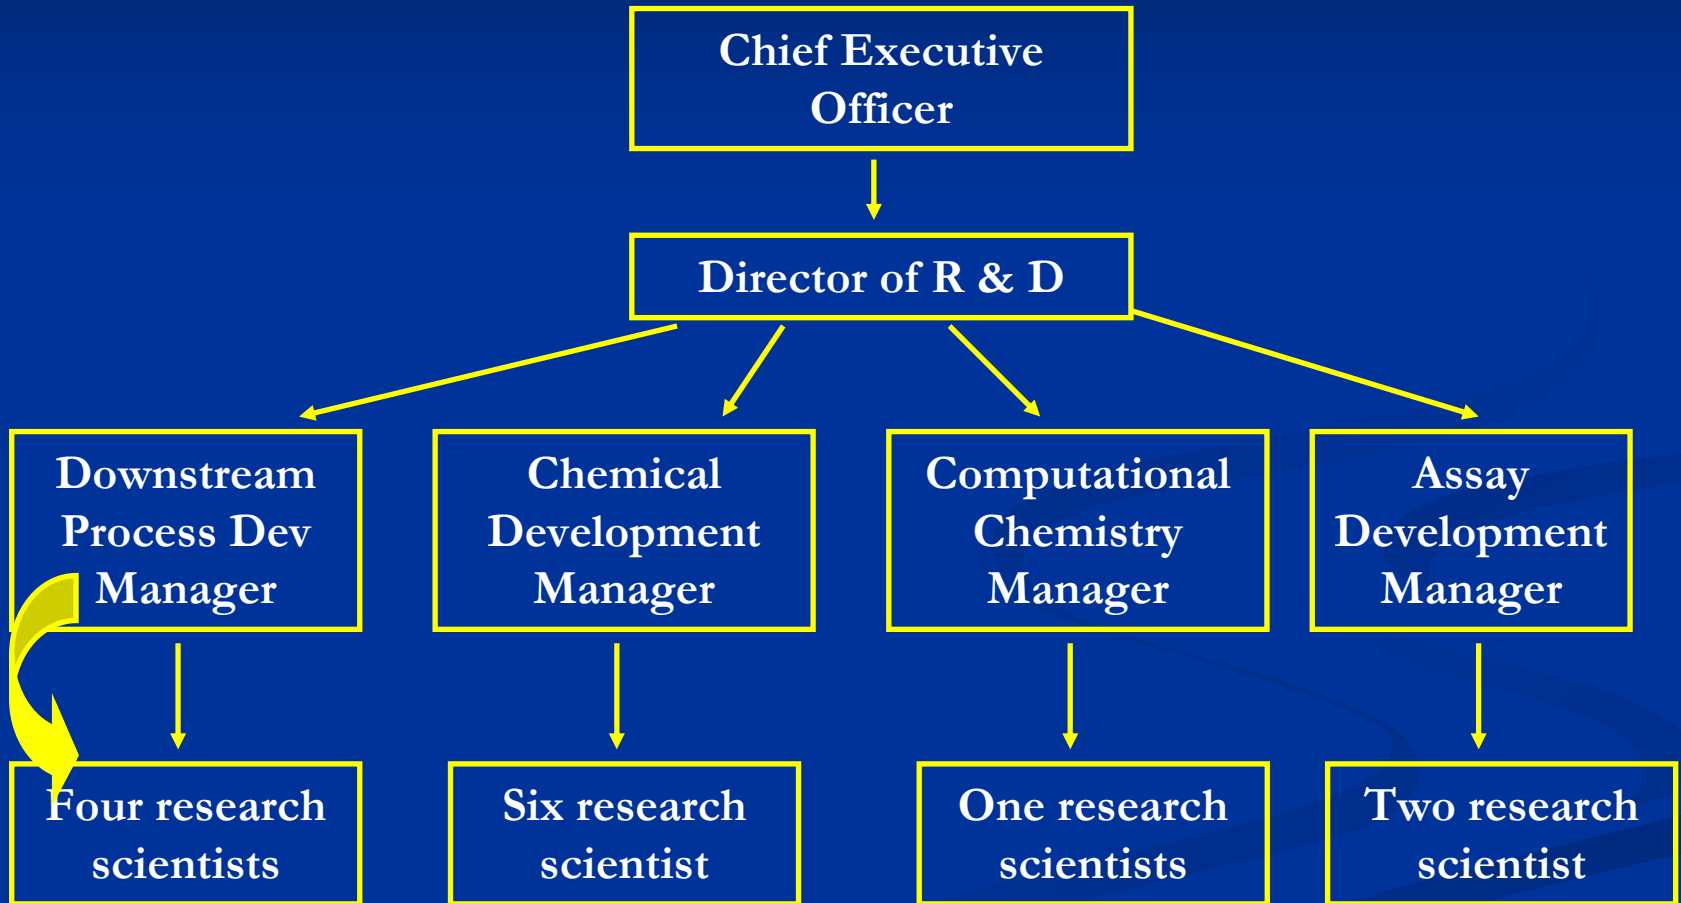 Chief Executive
Officer
Director of R & D
Downstream
Process Dev
Manager
Chemical
Development
Manager
Computational
Chemistry
Manager
Assay
Development
Manager
Four research
scientists
Six research
scientist
One research
scientists
Two research
scientist